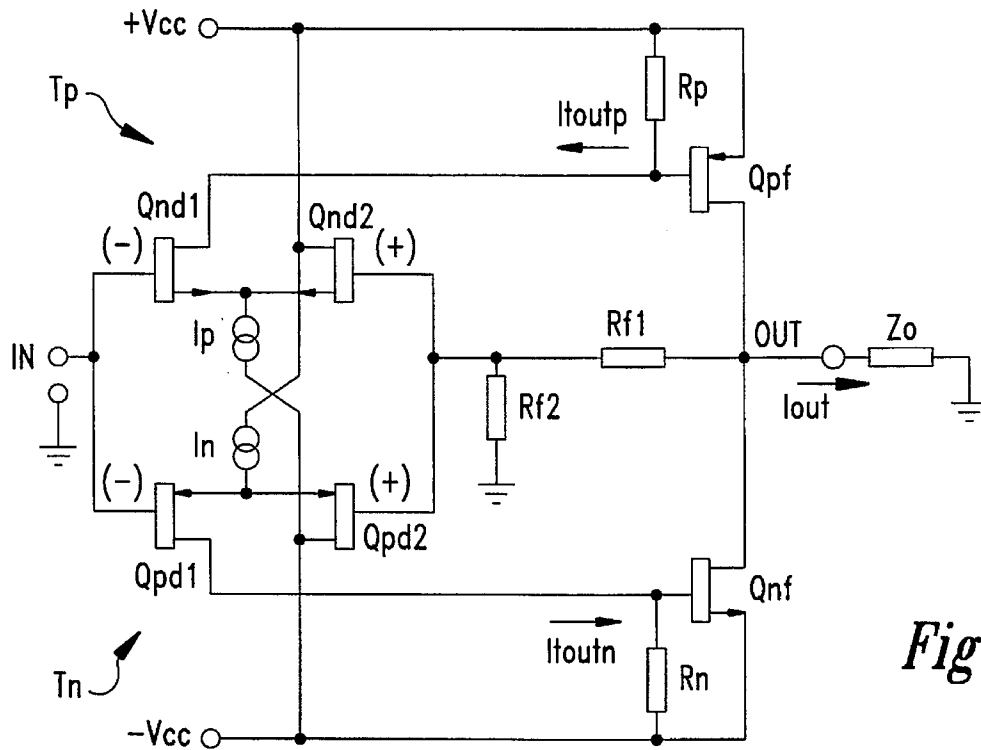 +Vcc
Tp
Rp
Itoutp
Qpf
Qnd1
Qnd2
(-)
(+)
Ip
Rf1
OUT
Zo
IN
Rf2
Iout
In
(-)
(+)
Qpd2
Qpd1
Qnf
Itoutn
Rn
Tn
Fig
-Vcc